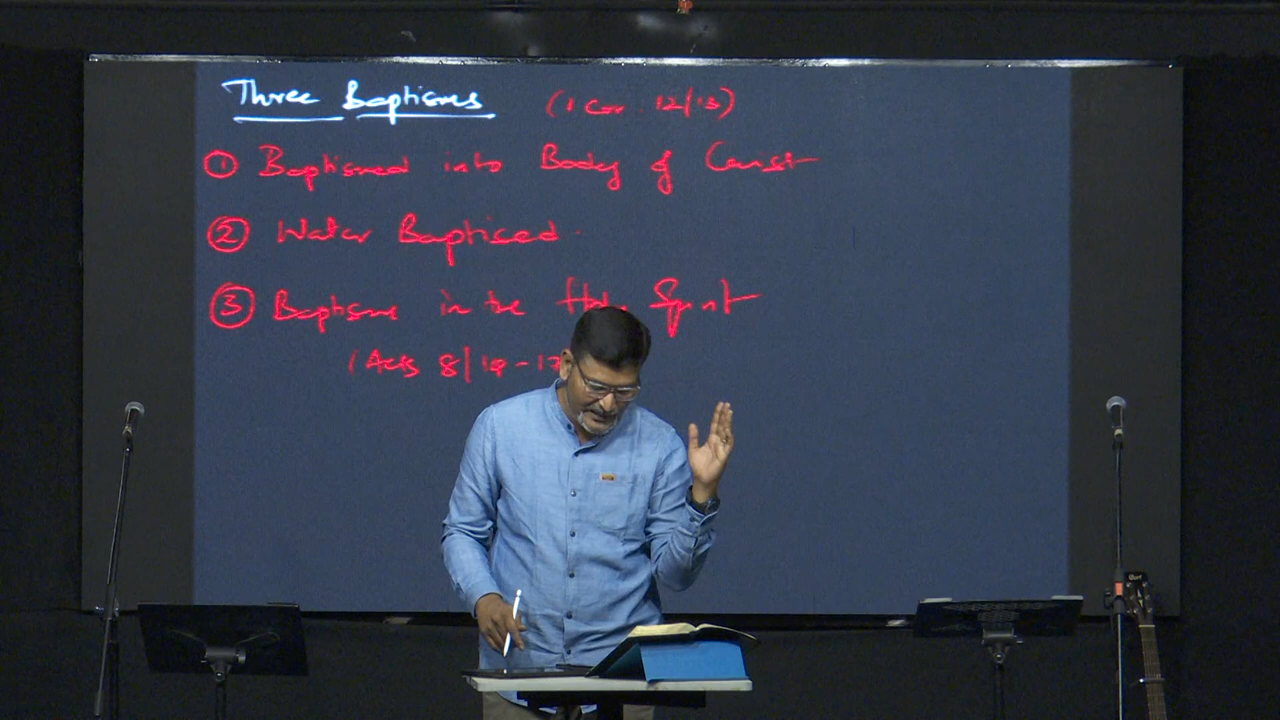 Three Baptisms (1 Cor. 12/13)
① Baptised into Body of Christ
② Water Baptised.
③ Baptism in the Holy Spirit
(Acts 8/14-17